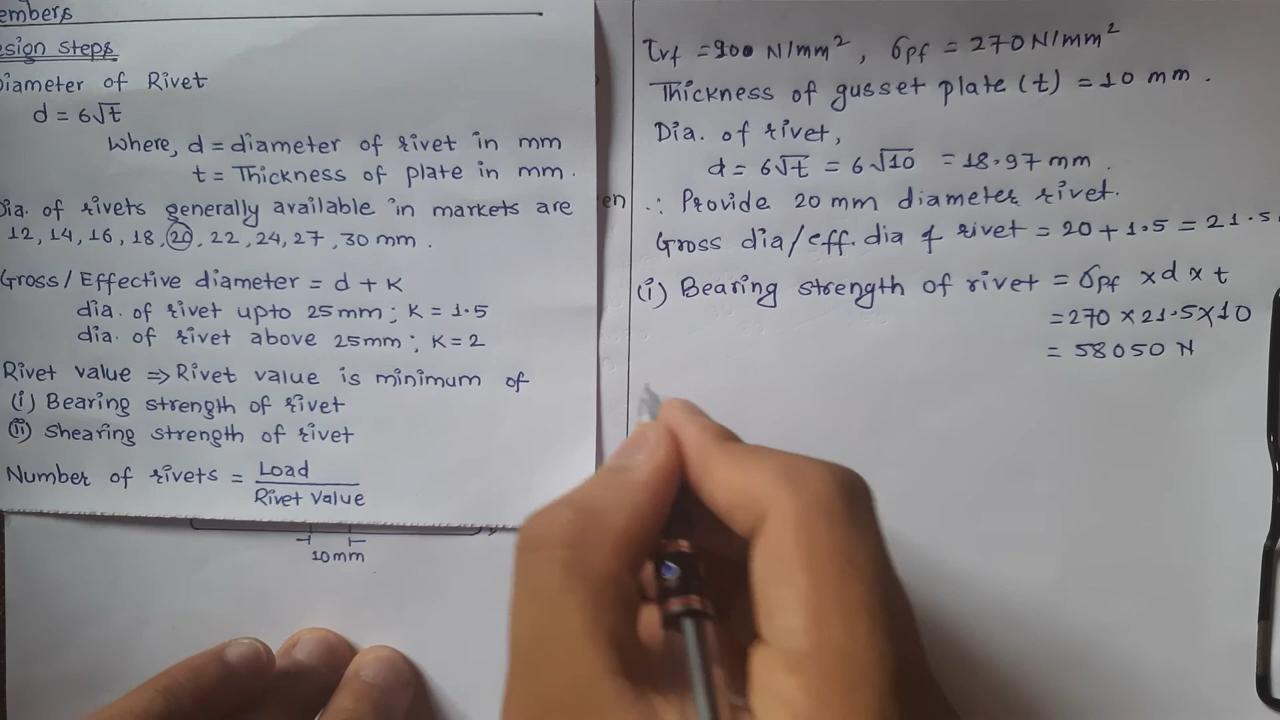 embers
esign steps
Diameter of Rivet
d = 6√t
Where, d = diameter of rivet in mm
t = Thickness of plate in mm.
Dia. of rivets generally available in markets are
12, 14, 16, 18, 20, 22, 24, 27, 30 mm.
Gross / Effective diameter = d + K
dia. of rivet upto 25mm; K = 1.5
dia. of rivet above 25mm; K = 2
Rivet value ⇒ Rivet value is minimum of
(i) Bearing strength of rivet
(ii) Shearing strength of rivet
Number of rivets = Load / Rivet Value
10mm
en
τvf = 900 N/mm², σpf = 270 N/mm²
Thickness of gusset plate (t) = 10 mm.
Dia. of rivet,
d = 6√t = 6√10 = 18.97 mm.
∴ Provide 20 mm diameter rivet.
Gross dia/eff. dia of rivet = 20 + 1.5 = 21.5
(i) Bearing strength of rivet = σpf x d x t
= 270 x 21.5 x 10
= 58050 N